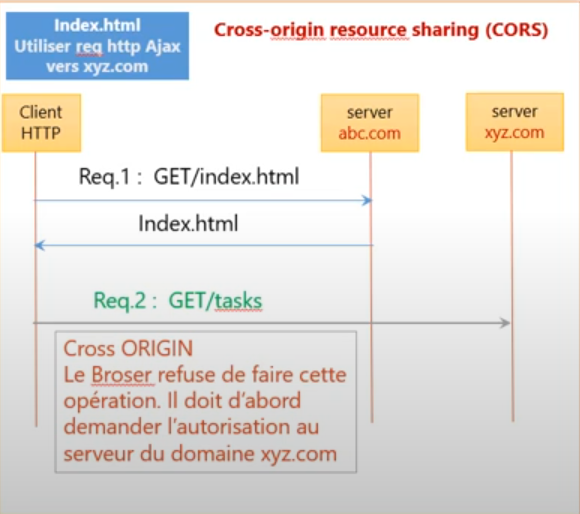 Index.html
Utiliser req http Ajax
vers xyz.com
Cross-origin resource sharing (CORS)
Client
HTTP
server
abc.com
server
xyz.com
Req.1 : GET/index.html
Index.html
Req.2 : GET/tasks
Cross ORIGIN
Le Broser refuse de faire cette
opération. Il doit d'abord
demander l'autorisation au
serveur du domaine xyz.com